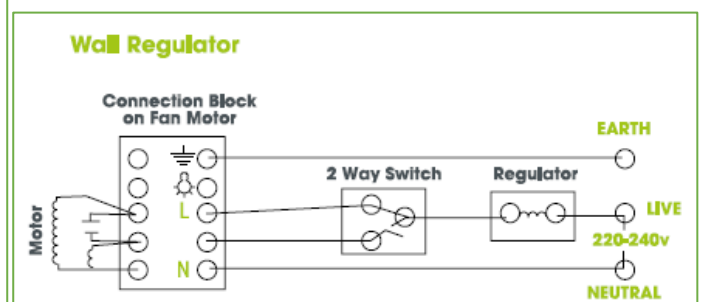 Wall Regulator
Connection Block
on Fan Motor
EARTH
2 Way Switch
Regulator
L
LIVE
Motor
220-240v
N
NEUTRAL